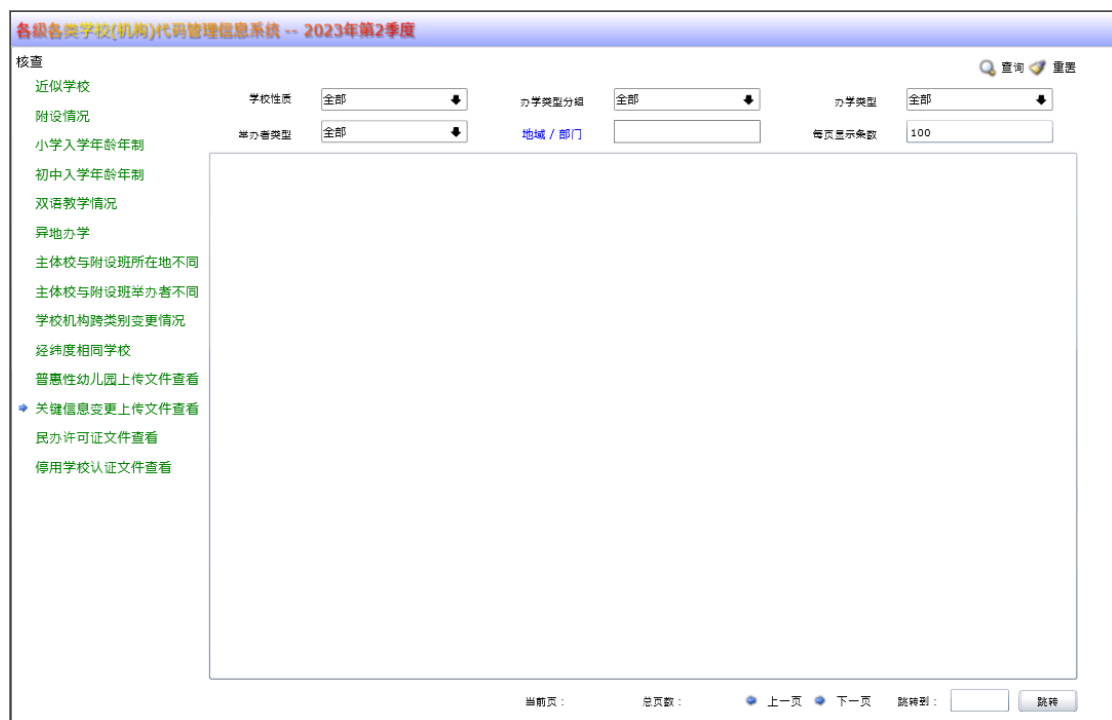 各级各类学校(机构)代码管理信息系统 -- 2023年第2季度
核查
查询 重置
近似学校
学校性质 全部 办学类型分组 全部 办学类型 全部
附设情况
举办者类型 全部 地域 / 部门 每页显示条数 100
小学入学年龄年制
初中入学年龄年制
双语教学情况
异地办学
主体校与附设班所在地不同
主体校与附设班举办者不同
学校机构跨类别变更情况
经纬度相同学校
普惠性幼儿园上传文件查看
关键信息变更上传文件查看
民办许可证文件查看
停用学校认证文件查看
当前页： 总页数： 上一页 下一页 跳转到： 跳转